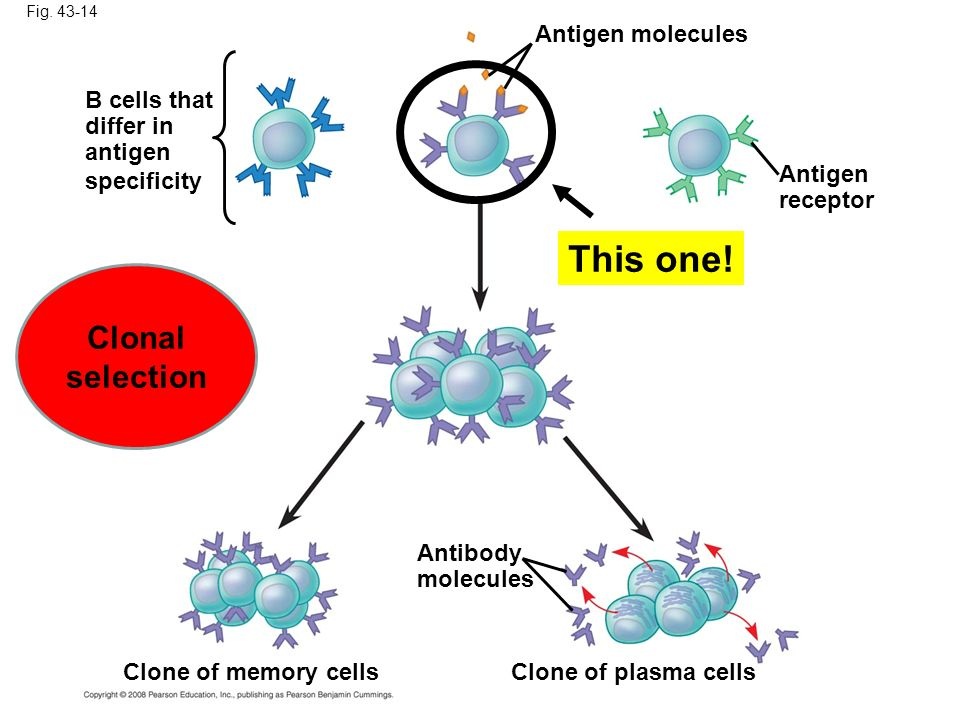 Fig. 43-14
Antigen molecules
B cells that
differ in
antigen
specificity
Antigen
receptor
This one!
Clonal
selection
Antibody
molecules
Clone of memory cells
Clone of plasma cells
Copyright © 2008 Pearson Education, Inc., publishing as Pearson Benjamin Cummings.